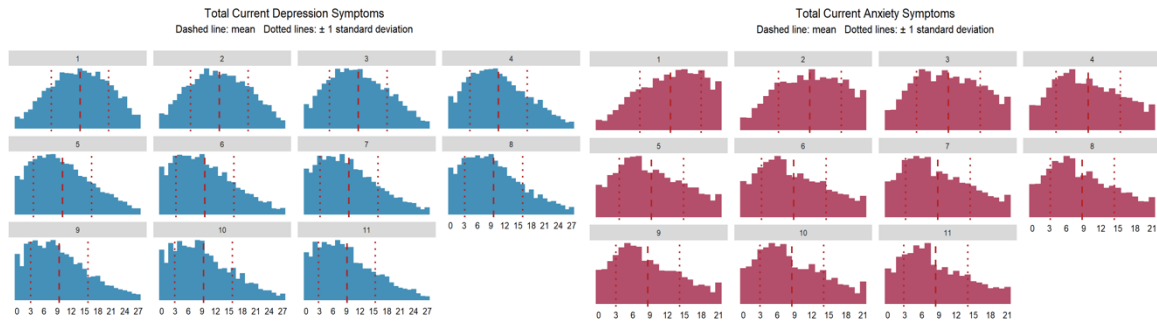 Total Current Depression Symptoms
Dashed line: mean Dotted lines: ± 1 standard deviation
1 2 3 4
5 6 7 8
0 3 6 9 12 15 18 21 24 27
9 10 11
0 3 6 9 12 15 18 21 24 27 0 3 6 9 12 15 18 21 24 27 0 3 6 9 12 15 18 21 24 27
Total Current Anxiety Symptoms
Dashed line: mean Dotted lines: ± 1 standard deviation
1 2 3 4
5 6 7 8
0 3 6 9 12 15 18 21
9 10 11
0 3 6 9 12 15 18 21 0 3 6 9 12 15 18 21 0 3 6 9 12 15 18 21